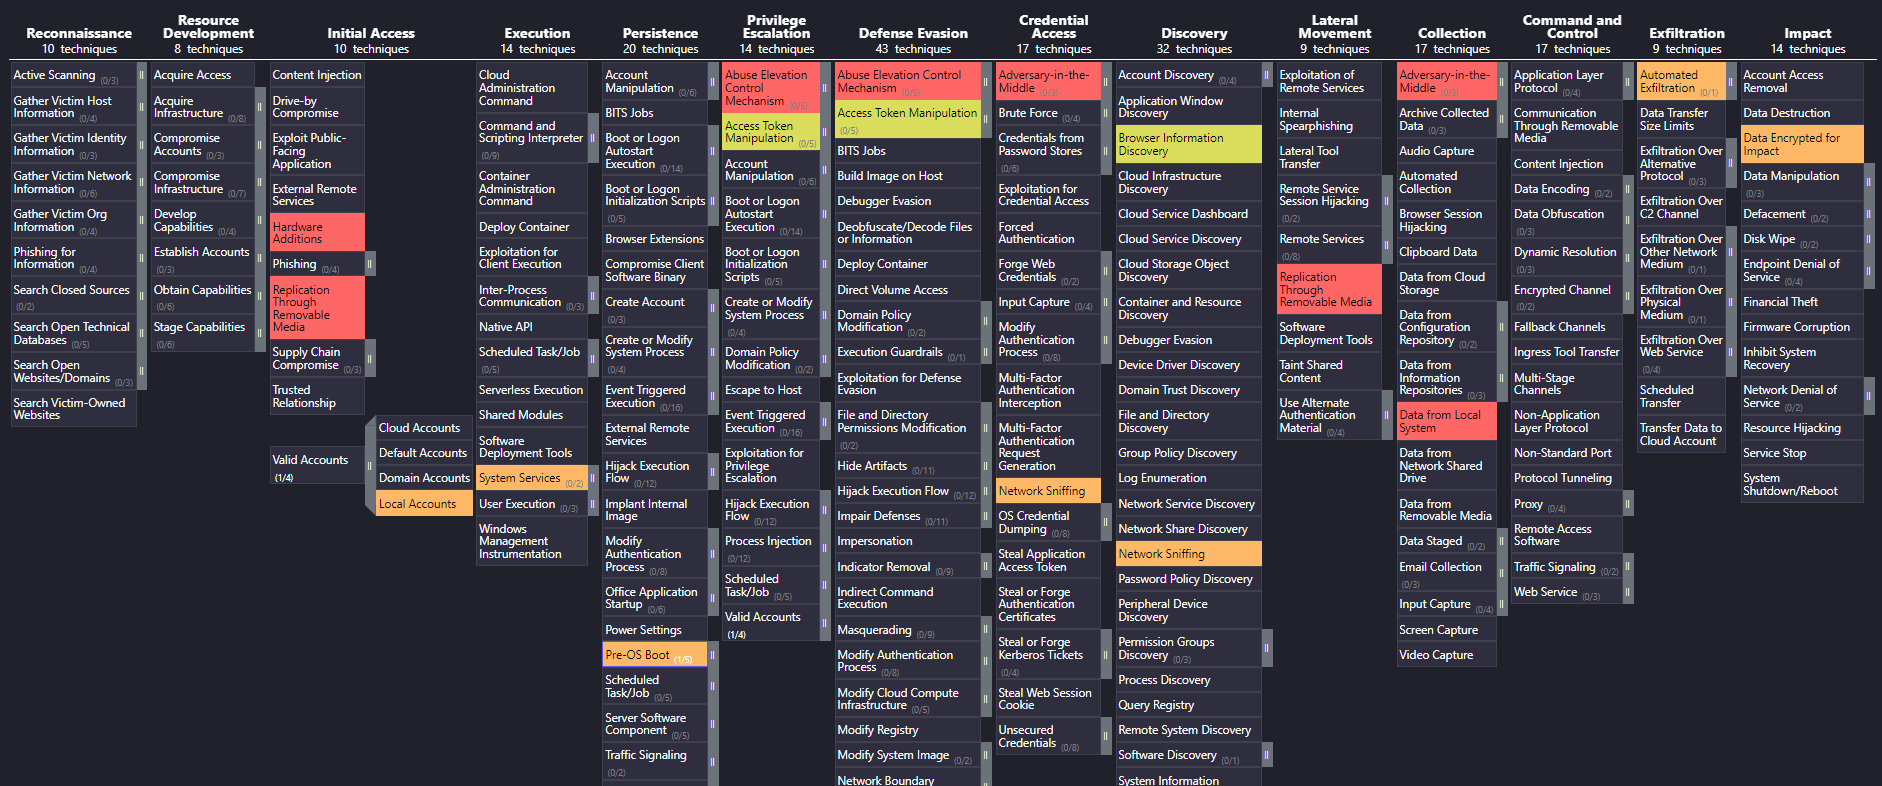 Reconnaissance
10 techniques
Active Scanning (0/3)
Gather Victim Host
Information (0/4)
Gather Victim Identity
Information (0/3)
Gather Victim Network
Information (0/6)
Gather Victim Org
Information (0/4)
Phishing for
Information (0/4)
Search Closed Sources
(0/2)
Search Open Technical
Databases (0/5)
Search Open
Websites/Domains (0/3)
Search Victim-Owned
Websites
Resource
Development
8 techniques
Acquire Access
Acquire
Infrastructure (0/8)
Compromise
Accounts (0/3)
Compromise
Infrastructure (0/7)
Develop
Capabilities (0/4)
Establish Accounts
(0/3)
Obtain Capabilities
(0/6)
Stage Capabilities
(0/6)
Initial Access
10 techniques
Content Injection
Drive-by
Compromise
Exploit Public-
Facing
Application
External Remote
Services
Hardware
Additions
Phishing (0/4)
Replication
Through
Removable
Media
Supply Chain
Compromise (0/3)
Trusted
Relationship
Valid Accounts
(1/4)
Cloud Accounts
Default Accounts
Domain Accounts
Local Accounts
Execution
14 techniques
Cloud
Administration
Command
Command and
Scripting Interpreter
(0/9)
Container
Administration
Command
Deploy Container
Exploitation for
Client Execution
Inter-Process
Communication (0/3)
Native API
Scheduled Task/Job
(0/5)
Serverless Execution
Shared Modules
Software
Deployment Tools
System Services (0/2)
User Execution (0/3)
Windows
Management
Instrumentation
Persistence
20 techniques
Account
Manipulation (0/6)
BITS Jobs
Boot or Logon
Autostart
Execution (0/14)
Boot or Logon
Initialization Scripts
(0/5)
Browser Extensions
Compromise Client
Software Binary
Create Account
(0/3)
Create or Modify
System Process
(0/4)
Event Triggered
Execution (0/16)
External Remote
Services
Hijack Execution
Flow (0/12)
Implant Internal
Image
Modify
Authentication
Process (0/8)
Office Application
Startup (0/6)
Power Settings
Pre-OS Boot (1/5)
Scheduled
Task/Job (0/5)
Server Software
Component (0/5)
Traffic Signaling
(0/2)
Privilege
Escalation
14 techniques
Abuse Elevation
Control
Mechanism (0/5)
Access Token
Manipulation (0/5)
Account
Manipulation (0/6)
Boot or Logon
Autostart
Execution (0/14)
Boot or Logon
Initialization
Scripts (0/5)
Create or Modify
System Process
(0/4)
Domain Policy
Modification (0/2)
Escape to Host
Event Triggered
Execution (0/16)
Exploitation for
Privilege
Escalation
Hijack Execution
Flow (0/12)
Process Injection
(0/12)
Scheduled
Task/Job (0/5)
Valid Accounts
(1/4)
Defense Evasion
43 techniques
Abuse Elevation Control
Mechanism (0/5)
Access Token Manipulation
(0/5)
BITS Jobs
Build Image on Host
Debugger Evasion
Deobfuscate/Decode Files
or Information
Deploy Container
Direct Volume Access
Domain Policy
Modification (0/2)
Execution Guardrails (0/1)
Exploitation for Defense
Evasion
File and Directory
Permissions Modification
(0/2)
Hide Artifacts (0/11)
Hijack Execution Flow (0/12)
Impair Defenses (0/11)
Impersonation
Indicator Removal (0/9)
Indirect Command
Execution
Masquerading (0/9)
Modify Authentication
Process (0/8)
Modify Cloud Compute
Infrastructure (0/5)
Modify Registry
Modify System Image (0/2)
Network Boundary
Credential
Access
17 techniques
Adversary-in-the-
Middle (0/3)
Brute Force (0/4)
Credentials from
Password Stores
(0/6)
Exploitation for
Credential Access
Forced
Authentication
Forge Web
Credentials (0/2)
Input Capture (0/4)
Modify
Authentication
Process (0/8)
Multi-Factor
Authentication
Interception
Multi-Factor
Authentication
Request
Generation
Network Sniffing
OS Credential
Dumping (0/8)
Steal Application
Access Token
Steal or Forge
Authentication
Certificates
Steal or Forge
Kerberos Tickets
(0/4)
Steal Web Session
Cookie
Unsecured
Credentials (0/8)
Discovery
32 techniques
Account Discovery (0/4)
Application Window
Discovery
Browser Information
Discovery
Cloud Infrastructure
Discovery
Cloud Service Dashboard
Cloud Service Discovery
Cloud Storage Object
Discovery
Container and Resource
Discovery
Debugger Evasion
Device Driver Discovery
Domain Trust Discovery
File and Directory
Discovery
Group Policy Discovery
Log Enumeration
Network Service Discovery
Network Share Discovery
Network Sniffing
Password Policy Discovery
Peripheral Device
Discovery
Permission Groups
Discovery (0/3)
Process Discovery
Query Registry
Remote System Discovery
Software Discovery (0/1)
System Information
Lateral
Movement
9 techniques
Exploitation of
Remote Services
Internal
Spearphishing
Lateral Tool
Transfer
Remote Service
Session Hijacking
(0/2)
Remote Services
(0/8)
Replication
Through
Removable Media
Software
Deployment Tools
Taint Shared
Content
Use Alternate
Authentication
Material (0/4)
Collection
17 techniques
Adversary-in-the-
Middle (0/3)
Archive Collected
Data (0/3)
Audio Capture
Automated
Collection
Browser Session
Hijacking
Clipboard Data
Data from Cloud
Storage
Data from
Configuration
Repository (0/2)
Data from
Information
Repositories (0/3)
Data from Local
System
Data from
Network Shared
Drive
Data from
Removable Media
Data Staged (0/2)
Email Collection
(0/3)
Input Capture (0/4)
Screen Capture
Video Capture
Command and
Control
17 techniques
Application Layer
Protocol (0/4)
Communication
Through Removable
Media
Content Injection
Data Encoding (0/2)
Data Obfuscation
(0/3)
Dynamic Resolution
(0/3)
Encrypted Channel
(0/2)
Fallback Channels
Ingress Tool Transfer
Multi-Stage
Channels
Non-Application
Layer Protocol
Non-Standard Port
Protocol Tunneling
Proxy (0/4)
Remote Access
Software
Traffic Signaling (0/2)
Web Service (0/3)
Exfiltration
9 techniques
Automated
Exfiltration (0/1)
Data Transfer
Size Limits
Exfiltration Over
Alternative
Protocol (0/3)
Exfiltration Over
C2 Channel
Exfiltration Over
Other Network
Medium (0/1)
Exfiltration Over
Physical
Medium (0/1)
Exfiltration Over
Web Service
(0/4)
Scheduled
Transfer
Transfer Data to
Cloud Account
Impact
14 techniques
Account Access
Removal
Data Destruction
Data Encrypted for
Impact
Data Manipulation
(0/3)
Defacement (0/2)
Disk Wipe (0/2)
Endpoint Denial of
Service (0/4)
Financial Theft
Firmware Corruption
Inhibit System
Recovery
Network Denial of
Service (0/2)
Resource Hijacking
Service Stop
System
Shutdown/Reboot